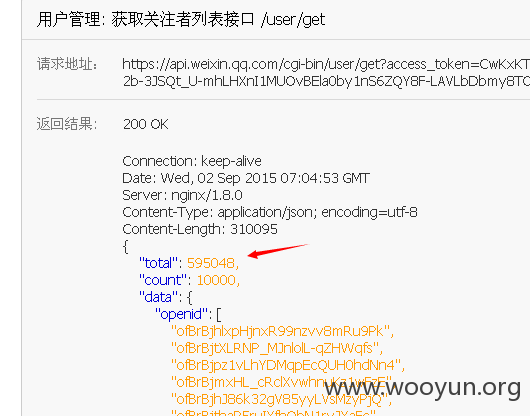 用户管理: 获取关注者列表接口 /user/get
请求地址: https://api.weixin.qq.com/cgi-bin/user/get?access_token=CwKxKT
2b-3JSQt_U-mhLHXnI1MUOvBEla0by1nS6ZQY8F-LAVLbDbmy8TC
返回结果: 200 OK
Connection: keep-alive
Date: Wed, 02 Sep 2015 07:04:53 GMT
Server: nginx/1.8.0
Content-Type: application/json; encoding=utf-8
Content-Length: 310095
{
"total": 595048,
"count": 10000,
"data": {
"openid": [
"ofBrBjhlxpHjnxR99nzvv8mRu9Pk",
"ofBrBjtXLRNP_MJnlolL-qZHWqfs",
"ofBrBjpz1vLhYDMqpEcQUH0hdNn4",
"ofBrBjhJ86k32gV85yyLVsMzyPjQ",
www.wooyun.org